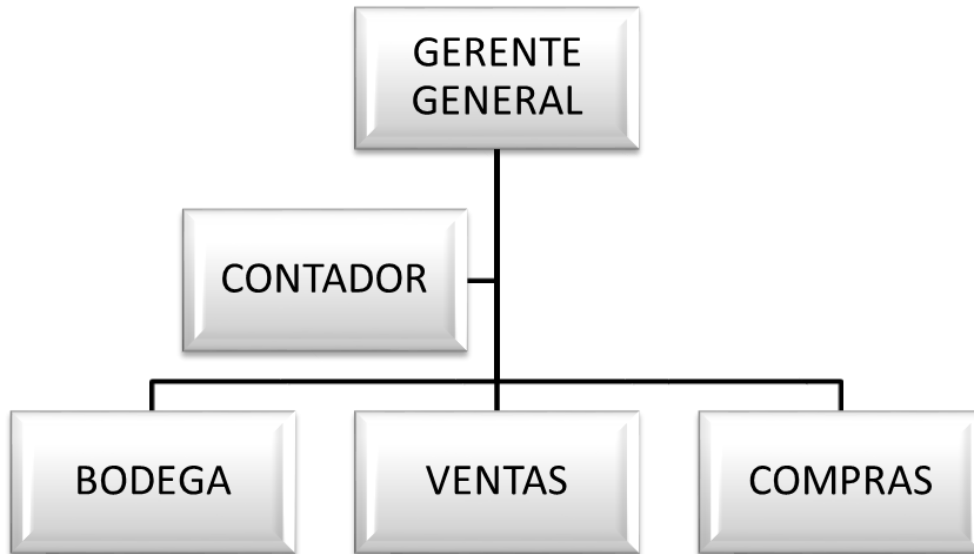 GERENTE
GENERAL
CONTADOR
BODEGA
VENTAS
COMPRAS